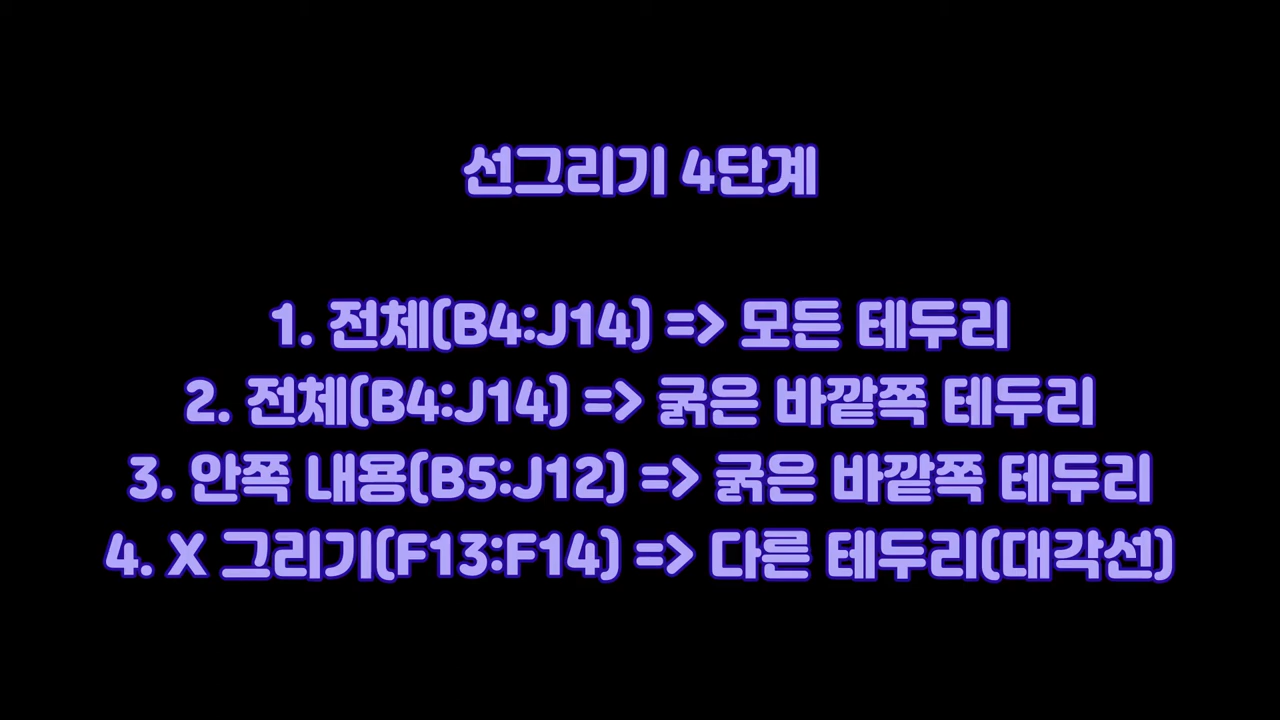 선그리기 4단계
1. 전체(B4:J14) => 모든 테두리
2. 전체(B4:J14) => 굵은 바깥쪽 테두리
3. 안쪽 내용(B5:J12) => 굵은 바깥쪽 테두리
4. X 그리기(F13:F14) => 다른 테두리(대각선)